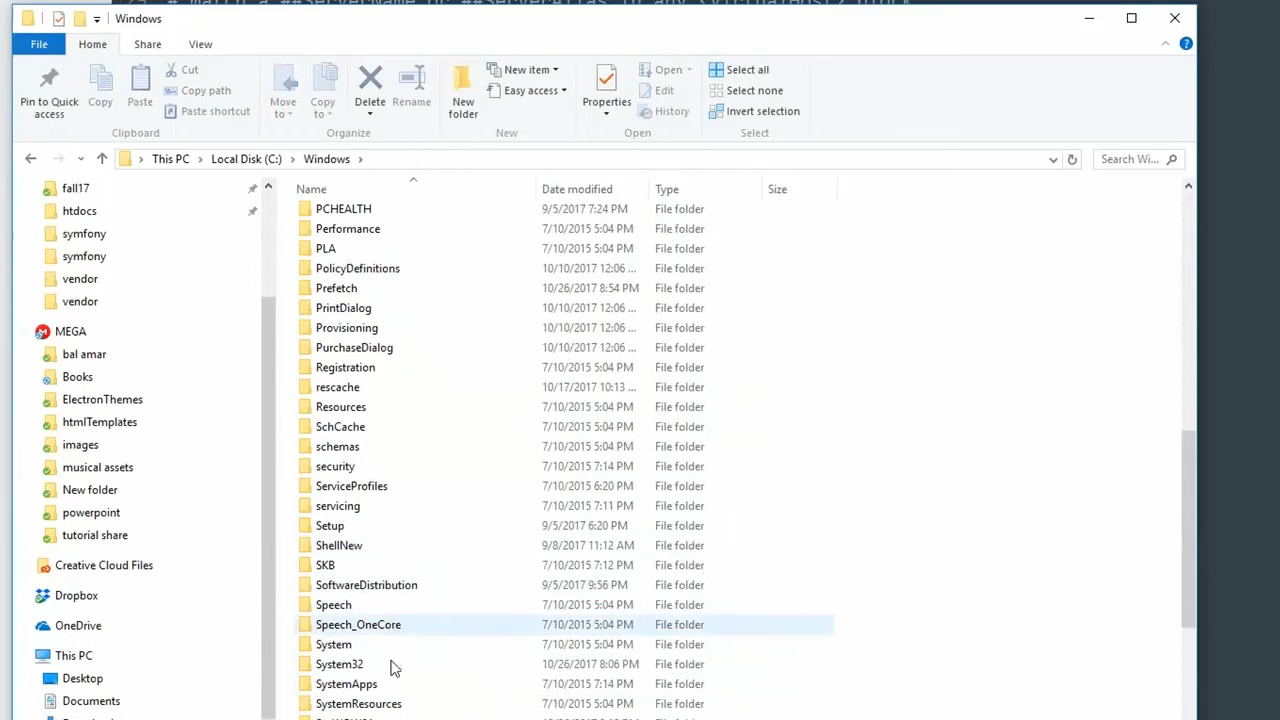 Windows
File Home Share View
Pin to Quick access
Copy
Paste
Cut
Copy path
Paste shortcut
Clipboard
Move to
Copy to
Delete
Rename
Organize
New folder
New item
Easy access
New
Properties
Open
Edit
History
Open
Select all
Select none
Invert selection
Select
This PC > Local Disk (C:) > Windows >
Search Wi...
fall17
htdocs
symfony
symfony
vendor
vendor
MEGA
bal amar
Books
ElectronThemes
htmlTemplates
images
musical assets
New folder
powerpoint
tutorial share
Creative Cloud Files
Dropbox
OneDrive
This PC
Desktop
Documents
Name Date modified Type Size
PCHEALTH 9/5/2017 7:24 PM File folder
Performance 7/10/2015 5:04 PM File folder
PLA 7/10/2015 5:04 PM File folder
PolicyDefinitions 10/10/2017 12:06 ... File folder
Prefetch 10/26/2017 8:54 PM File folder
PrintDialog 10/10/2017 12:06 ... File folder
Provisioning 10/10/2017 12:06 ... File folder
PurchaseDialog 10/10/2017 12:06 ... File folder
Registration 7/10/2015 5:04 PM File folder
rescache 10/17/2017 10:13 ... File folder
Resources 7/10/2015 5:04 PM File folder
SchCache 7/10/2015 5:04 PM File folder
schemas 7/10/2015 5:04 PM File folder
security 7/10/2015 7:14 PM File folder
ServiceProfiles 7/10/2015 6:20 PM File folder
servicing 7/10/2015 7:11 PM File folder
Setup 9/5/2017 6:20 PM File folder
ShellNew 9/8/2017 11:12 AM File folder
SKB 7/10/2015 7:12 PM File folder
SoftwareDistribution 9/5/2017 9:56 PM File folder
Speech 7/10/2015 5:04 PM File folder
Speech_OneCore 7/10/2015 5:04 PM File folder
System 7/10/2015 5:04 PM File folder
System32 10/26/2017 8:06 PM File folder
SystemApps 7/10/2015 7:14 PM File folder
SystemResources 7/10/2015 5:04 PM File folder